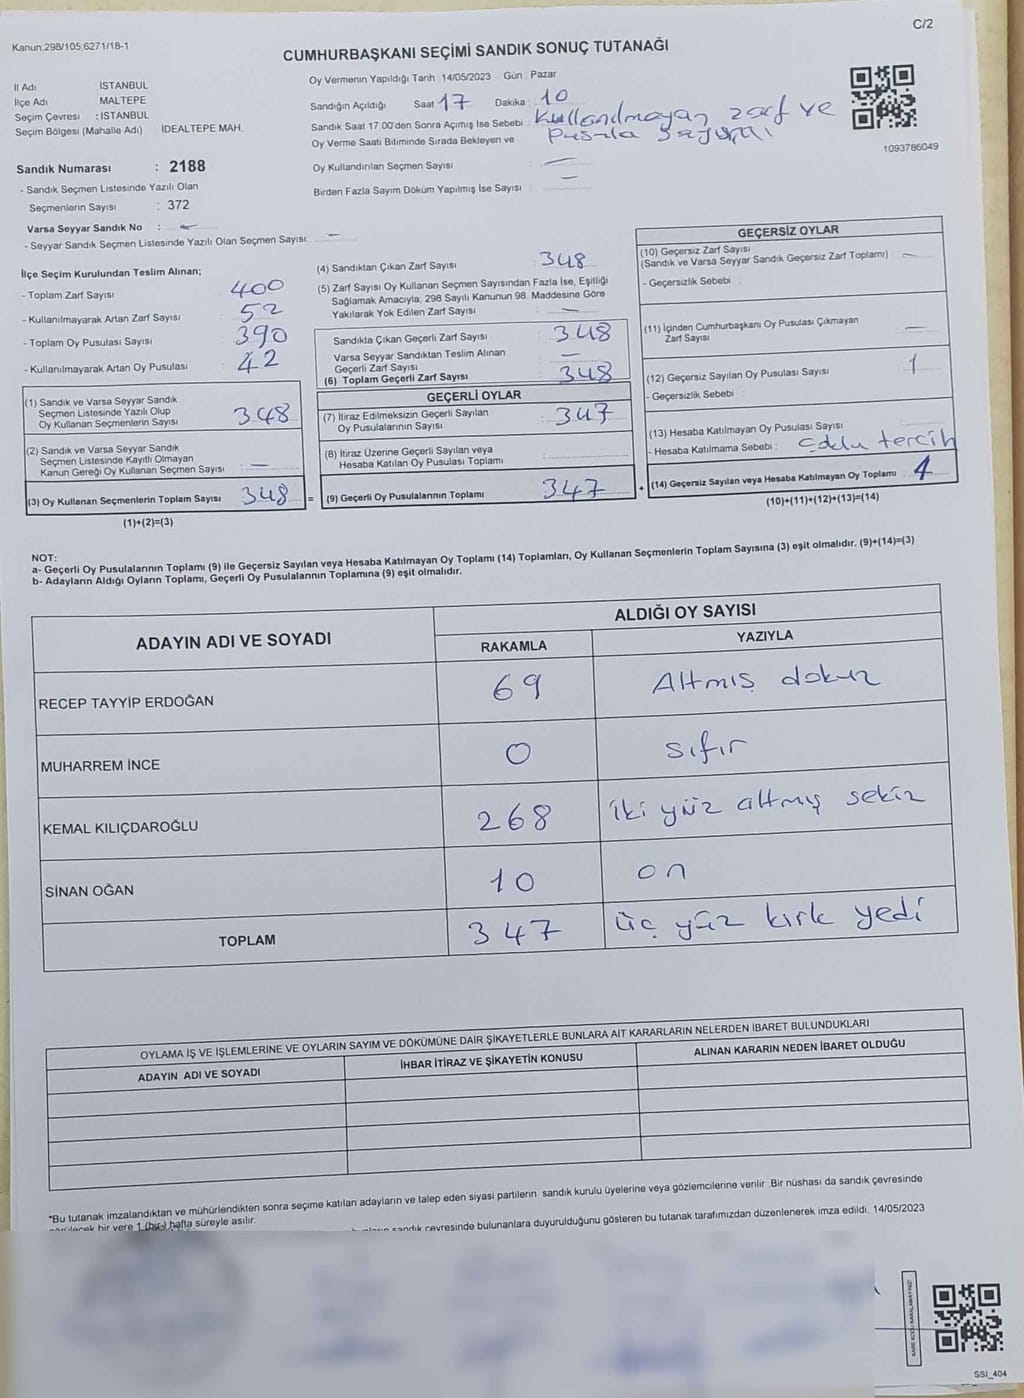 C/2
Kanun 298/105,6271/18-1
CUMHURBAŞKANI SEÇİMİ SANDIK SONUÇ TUTANAĞI
İl Adı İSTANBUL
İlçe Adı MALTEPE
Seçim Çevresi : İSTANBUL
Seçim Bölgesi (Mahalle Adı) İDEALTEPE MAH.
Oy Vermenin Yapıldığı Tarih 14/05/2023 Gün : Pazar
Sandığın Açıldığı Saat 17 Dakika : 10
Sandık Saat 17:00'den Sonra Açımış İse Sebebi : Kullanılmayan zarf ve
Oy Verme Saati Bitiminde Sırada Bekleyen ve pusula sayımı
Oy Kullandırılan Seçmen Sayısı : —
Birden Fazla Sayım Döküm Yapılmış İse Sayısı : —
1093786049
Sandık Numarası : 2188
- Sandık Seçmen Listesinde Yazılı Olan
Seçmenlerin Sayısı : 372
Varsa Seyyar Sandık No : —
- Seyyar Sandık Seçmen Listesinde Yazılı Olan Seçmen Sayısı: —
İlçe Seçim Kurulundan Teslim Alınan;
- Toplam Zarf Sayısı : 400
- Kullanılmayarak Artan Zarf Sayısı : 52
- Toplam Oy Pusulası Sayısı : 390
- Kullanılmayarak Artan Oy Pusulası : 42
(1) Sandık ve Varsa Seyyar Sandık
Seçmen Listesinde Yazılı Olup
Oy Kullanan Seçmenlerin Sayısı 348
(2) Sandık ve Varsa Seyyar Sandık
Seçmen Listesinde Kayıtlı Olmayan
Kanun Gereği Oy Kullanan Seçmen Sayısı : —
(3) Oy Kullanan Seçmenlerin Toplam Sayısı : 348 =
(1)+(2)=(3)
(4) Sandıktan Çıkan Zarf Sayısı : 348
(5) Zarf Sayısı Oy Kullanan Seçmen Sayısından Fazla İse, Eşitliği
Sağlamak Amacıyla, 298 Sayılı Kanunun 98. Maddesine Göre
Yakılarak Yok Edilen Zarf Sayısı : —
Sandıkta Çıkan Geçerli Zarf Sayısı : 348
Varsa Seyyar Sandıktan Teslim Alınan
Geçerli Zarf Sayısı : —
(6) Toplam Geçerli Zarf Sayısı : 348
GEÇERLİ OYLAR
(7) İtiraz Edilmeksizin Geçerli Sayılan
Oy Pusulalarının Sayısı : 347
(8) İtiraz Üzerine Geçerli Sayılan veya
Hesaba Katılan Oy Pusulası Toplamı :
(9) Geçerli Oy Pusulalarının Toplamı : 347 +
GEÇERSİZ OYLAR
(10) Geçersiz Zarf Sayısı
(Sandık ve Varsa Seyyar Sandık Geçersiz Zarf Toplamı) : —
- Geçersizlik Sebebi :
(11) İçinden Cumhurbaşkanı Oy Pusulası Çıkmayan
Zarf Sayısı : —
(12) Geçersiz Sayılan Oy Pusulası Sayısı : 1
- Geçersizlik Sebebi :
(13) Hesaba Katılmayan Oy Pusulası Sayısı :
- Hesaba Katılmama Sebebi : Çoklu tercih
(14) Geçersiz Sayılan veya Hesaba Katılmayan Oy Toplamı : 1
(10)+(11)+(12)+(13)=(14)
NOT:
a- Geçerli Oy Pusulalarının Toplamı (9) ile Geçersiz Sayılan veya Hesaba Katılmayan Oy Toplamı (14) Toplamları, Oy Kullanan Seçmenlerin Toplam Sayısına (3) eşit olmalıdır. (9)+(14)=(3)
b- Adayların Aldığı Oyların Toplamı, Geçerli Oy Pusulalarının Toplamına (9) eşit olmalıdır.
ADAYIN ADI VE SOYADI
ALDIĞI OY SAYISI
RAKAMLA YAZIYLA
RECEP TAYYİP ERDOĞAN 69 Altmış dokuz
MUHARREM İNCE 0 sıfır
KEMAL KILIÇDAROĞLU 268 iki yüz altmış sekiz
SİNAN OĞAN 10 on
TOPLAM 347 üç yüz kırk yedi
OYLAMA İŞ VE İŞLEMLERİNE VE OYLARIN SAYIM VE DÖKÜMÜNE DAİR ŞİKAYETLERLE BUNLARA AİT KARARLARIN NELERDEN İBARET BULUNDUKLARI
ADAYIN ADI VE SOYADI İHBAR İTİRAZ VE ŞİKAYETİN KONUSU ALINAN KARARIN NEDEN İBARET OLDUĞU
*Bu tutanak imzalandıktan ve mühürlendikten sonra seçime katılan adayların ve talep eden siyasi partilerin sandık kurulu üyelerine veya gözlemcilerine verilir. Bir nüshası da sandık çevresinde
görülecek bir yere 1 (bir) hafta süreyle asılır.
sandık çevresinde bulunanlara duyurulduğunu gösteren bu tutanak tarafımızdan düzenlenerek imza edildi. 14/05/2023
KARE KODU KARALAMAYINIZ!
SSİ_404